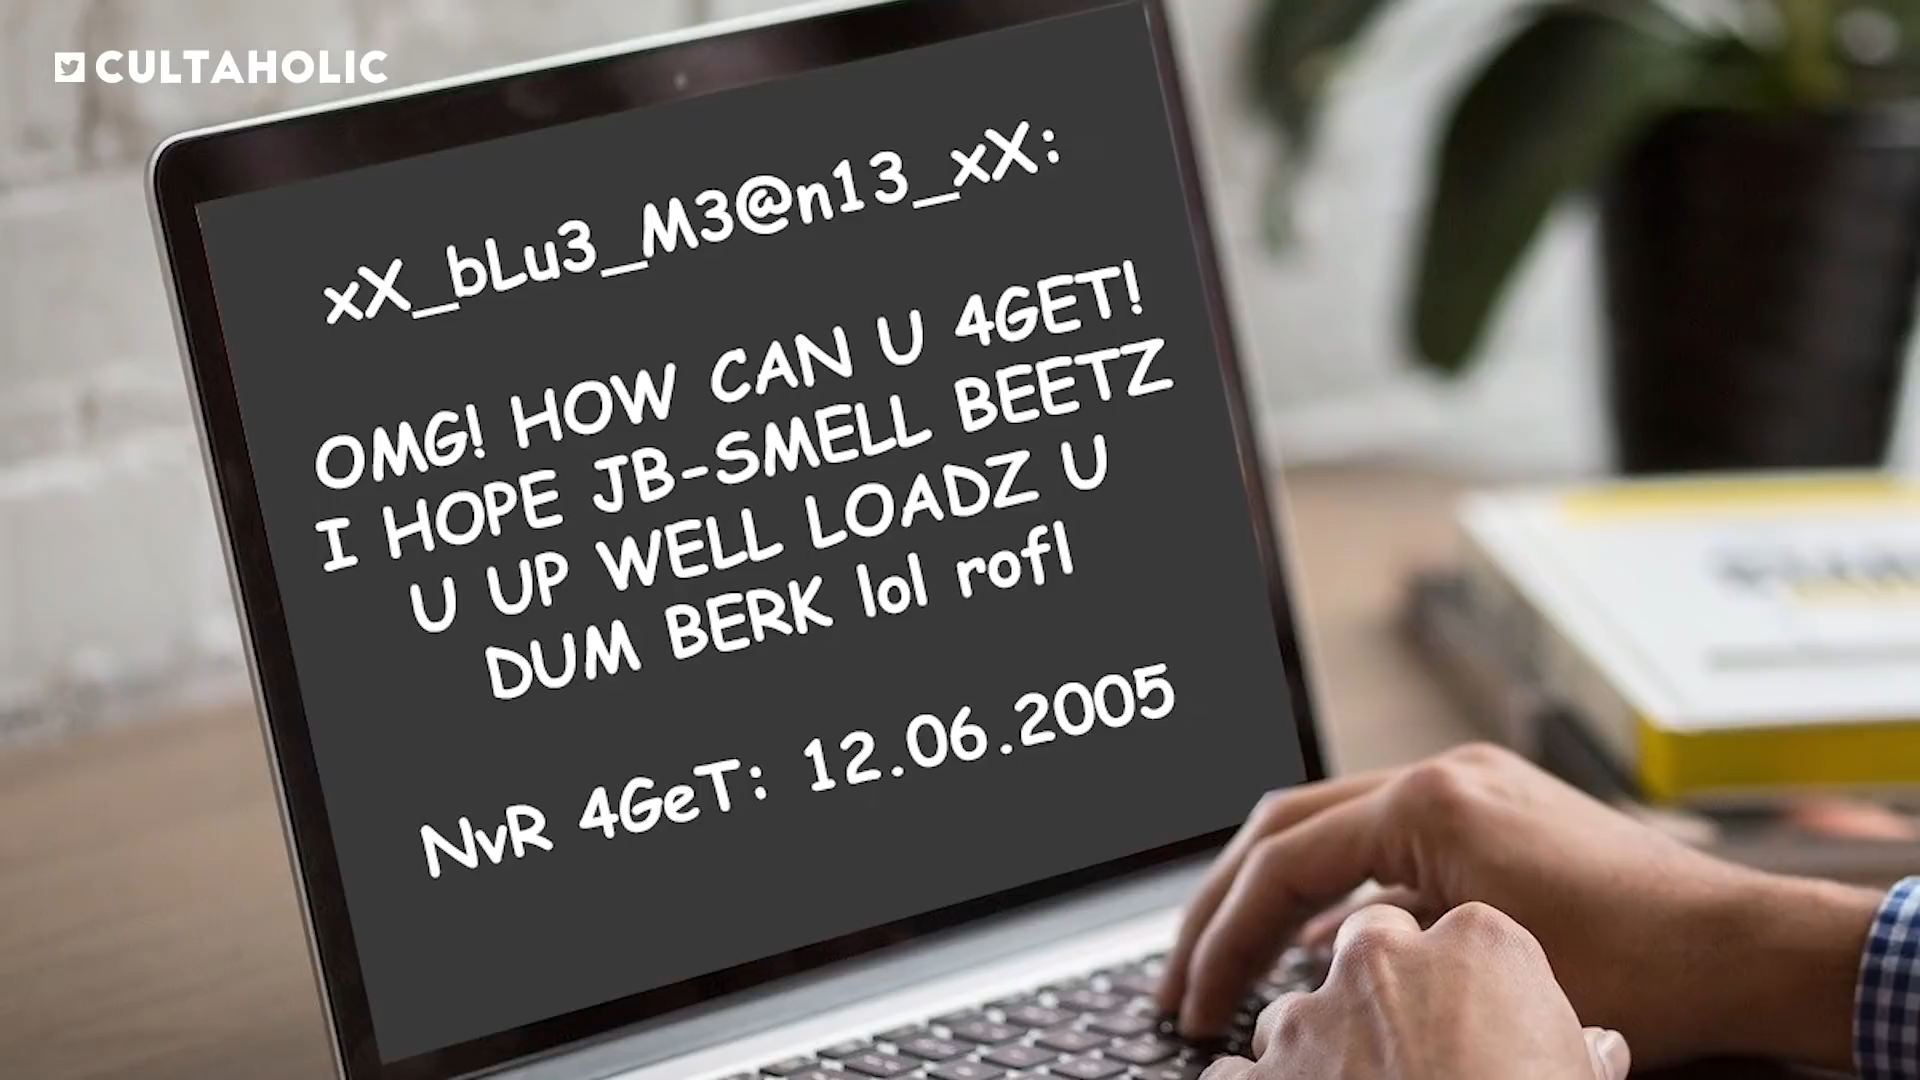 CULTAHOLIC
xX_bLu3_M3@n13_xX:
OMG! HOW CAN U 4GET!
I HOPE JB-SMELL BEETZ
U UP WELL LOADZ U
DUM BERK lol rofl
NvR 4GeT: 12.06.2005